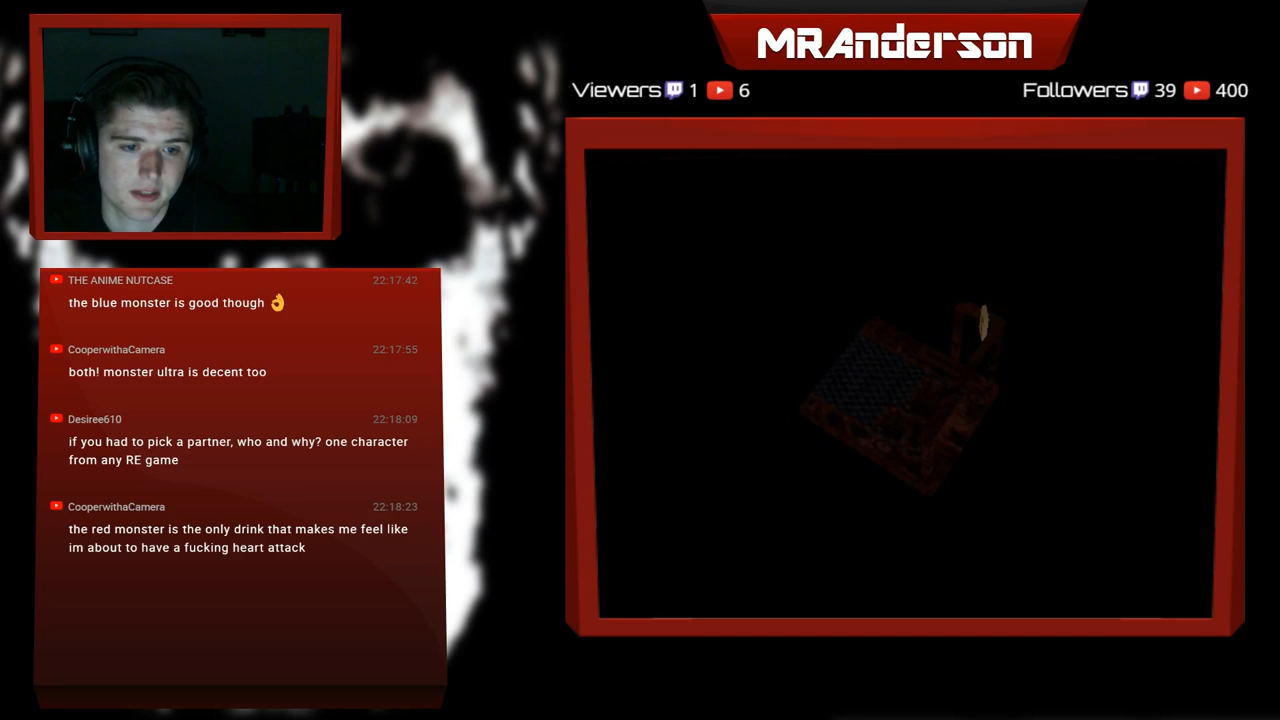 MRAnderson
Viewers 1 6
Followers 39 400
THE ANIME NUTCASE 22:17:42
the blue monster is good though 👌
CooperwithaCamera 22:17:55
both! monster ultra is decent too
Desiree610 22:18:09
if you had to pick a partner, who and why? one character
from any RE game
CooperwithaCamera 22:18:23
the red monster is the only drink that makes me feel like
im about to have a fucking heart attack